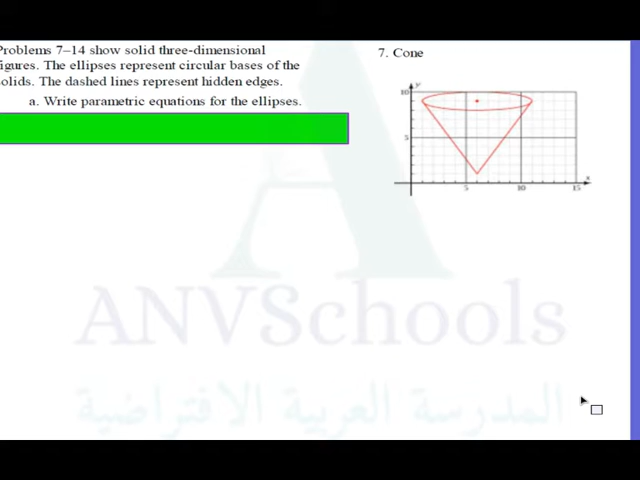 Problems 7–14 show solid three-dimensional
figures. The ellipses represent circular bases of the
solids. The dashed lines represent hidden edges.
a. Write parametric equations for the ellipses.
7. Cone
y
10
5
x
5
10
15
ANVSchools
المدرسة العربية الافتراضية